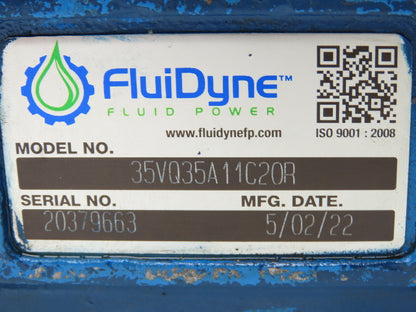 FluiDyne™
FLUID POWER
www.fluidynefp.com
ISO 9001 : 2008
MODEL NO.
35VQ35A11C20R
SERIAL NO. MFG. DATE.
20379663 5/02/22